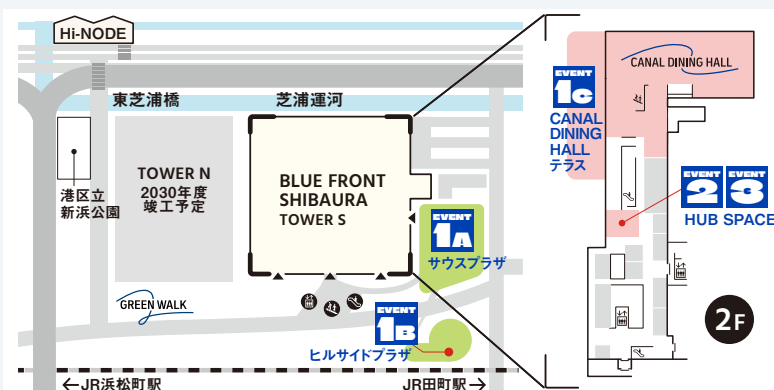 Hi-NODE
東芝浦橋
芝浦運河
港区立
新浜公園
TOWER N
2030年度
竣工予定
BLUE FRONT
SHIBAURA
TOWER S
EVENT
1A
サウスプラザ
GREEN WALK
EVENT
1B
ヒルサイドプラザ
←JR浜松町駅
JR田町駅→
CANAL DINING HALL
EVENT
1C
CANAL
DINING
HALL
テラス
EVENT
2
EVENT
3
HUB SPACE
2F